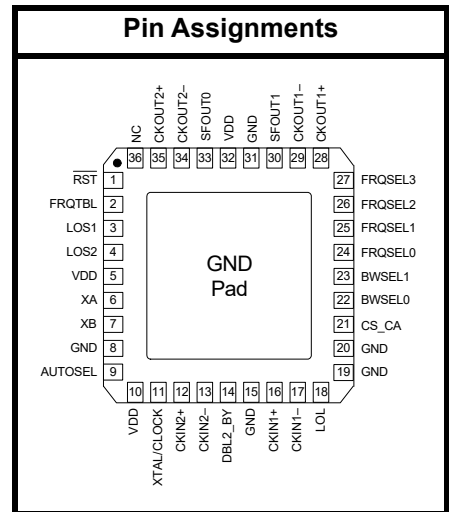 Pin Assignments
NC
CKOUT2+
CKOUT2–
SFOUT0
VDD
GND
SFOUT1
CKOUT1–
CKOUT1+
36 35 34 33 32 31 30 29 28
RST 1
FRQTBL 2
LOS1 3
LOS2 4
VDD 5
XA 6
XB 7
GND 8
AUTOSEL 9
GND
Pad
27 FRQSEL3
26 FRQSEL2
25 FRQSEL1
24 FRQSEL0
23 BWSEL1
22 BWSEL0
21 CS_CA
20 GND
19 GND
10 11 12 13 14 15 16 17 18
VDD
XTAL/CLOCK
CKIN2+
CKIN2–
DBL2_BY
GND
CKIN1+
CKIN1–
LOL